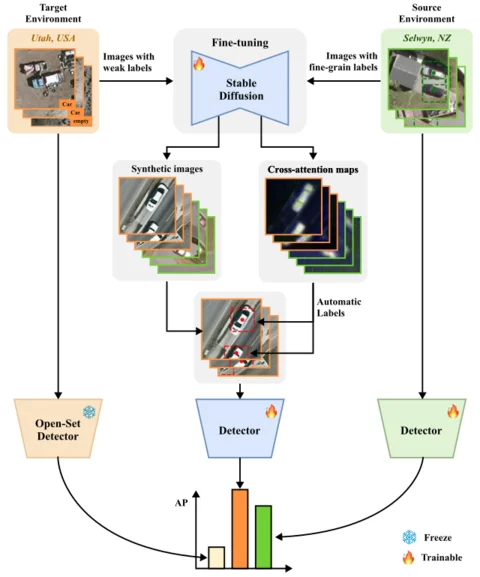 Target
Environment
Source
Environment
Utah, USA
Selwyn, NZ
Images with
weak labels
Fine-tuning
Images with
fine-grain labels
Stable
Diffusion
Car
Car
empty
Synthetic images
Cross-attention maps
Automatic
Labels
Open-Set
Detector
Detector
Detector
AP
Freeze
Trainable